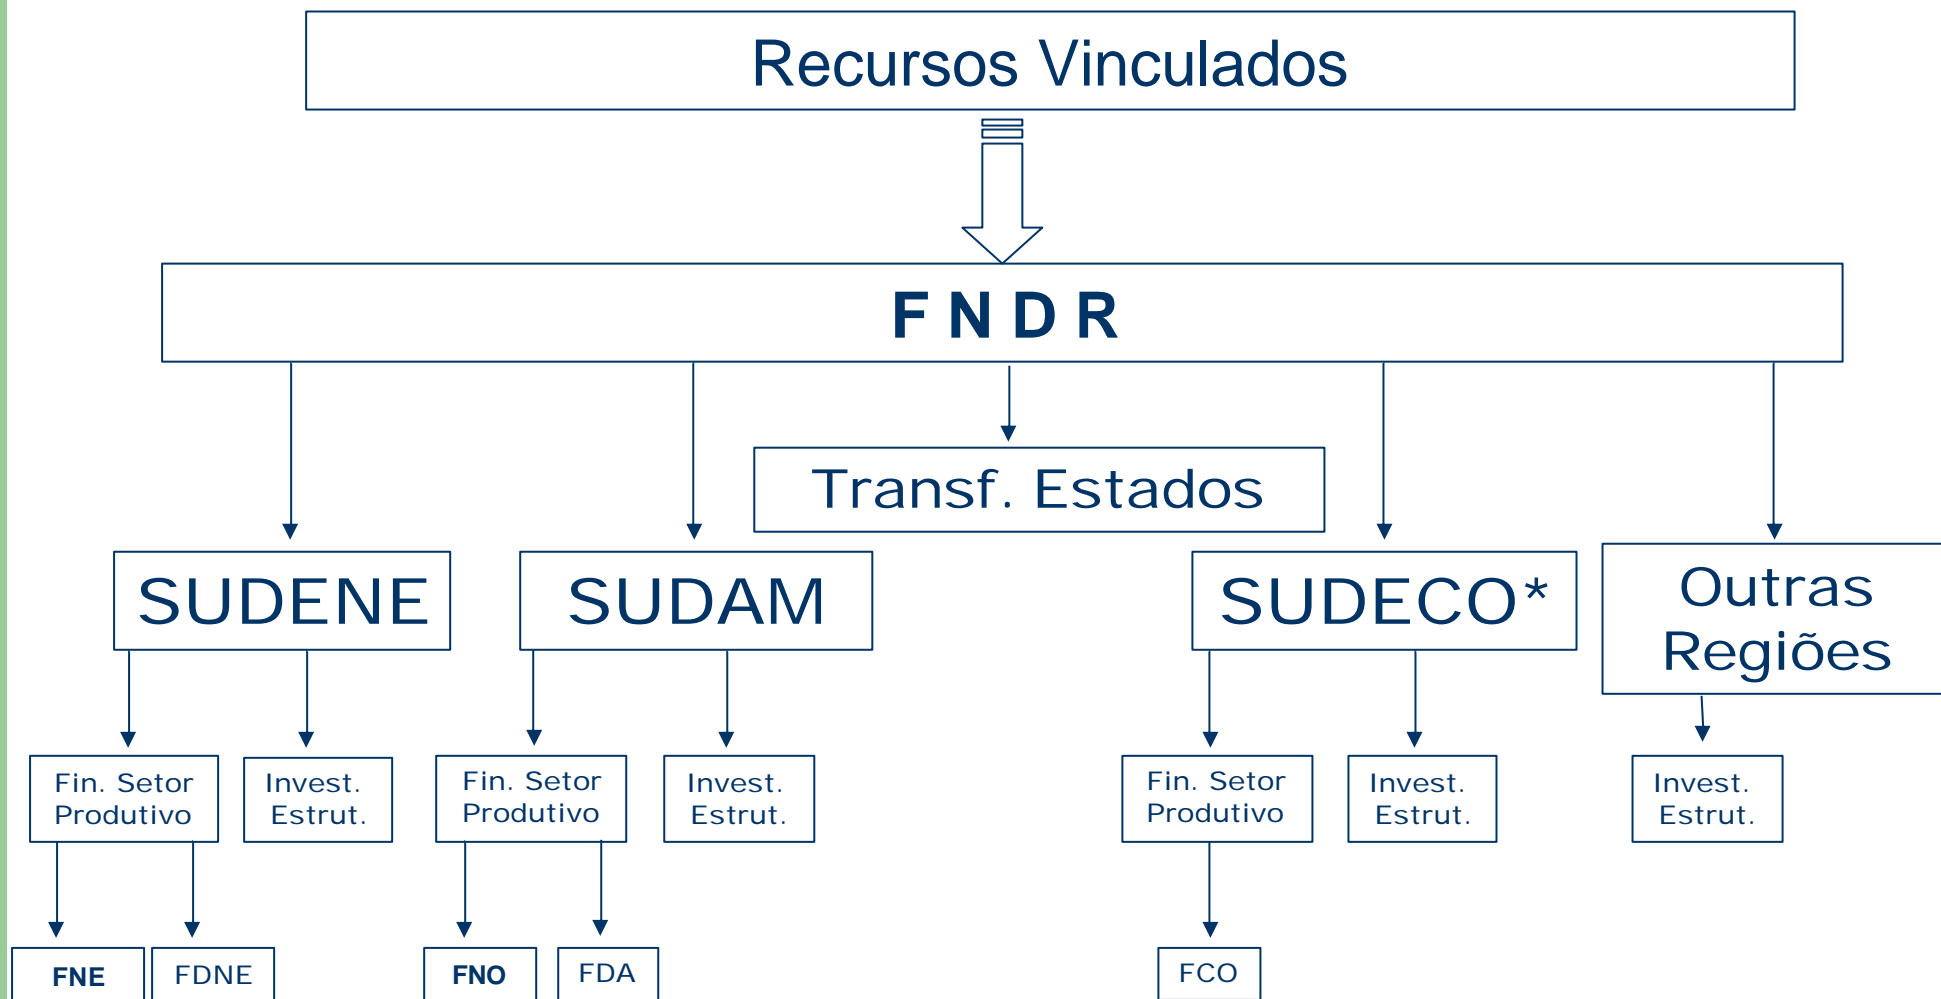 Recursos Vinculados
F N D R
Transf. Estados
SUDENE
SUDAM
SUDECO*
Outras
Regiões
Fin. Setor
Produtivo
Invest.
Estrut.
Fin. Setor
Produtivo
Invest.
Estrut.
Fin. Setor
Produtivo
Invest.
Estrut.
Invest.
Estrut.
FNE
FDNE
FNO
FDA
FCO